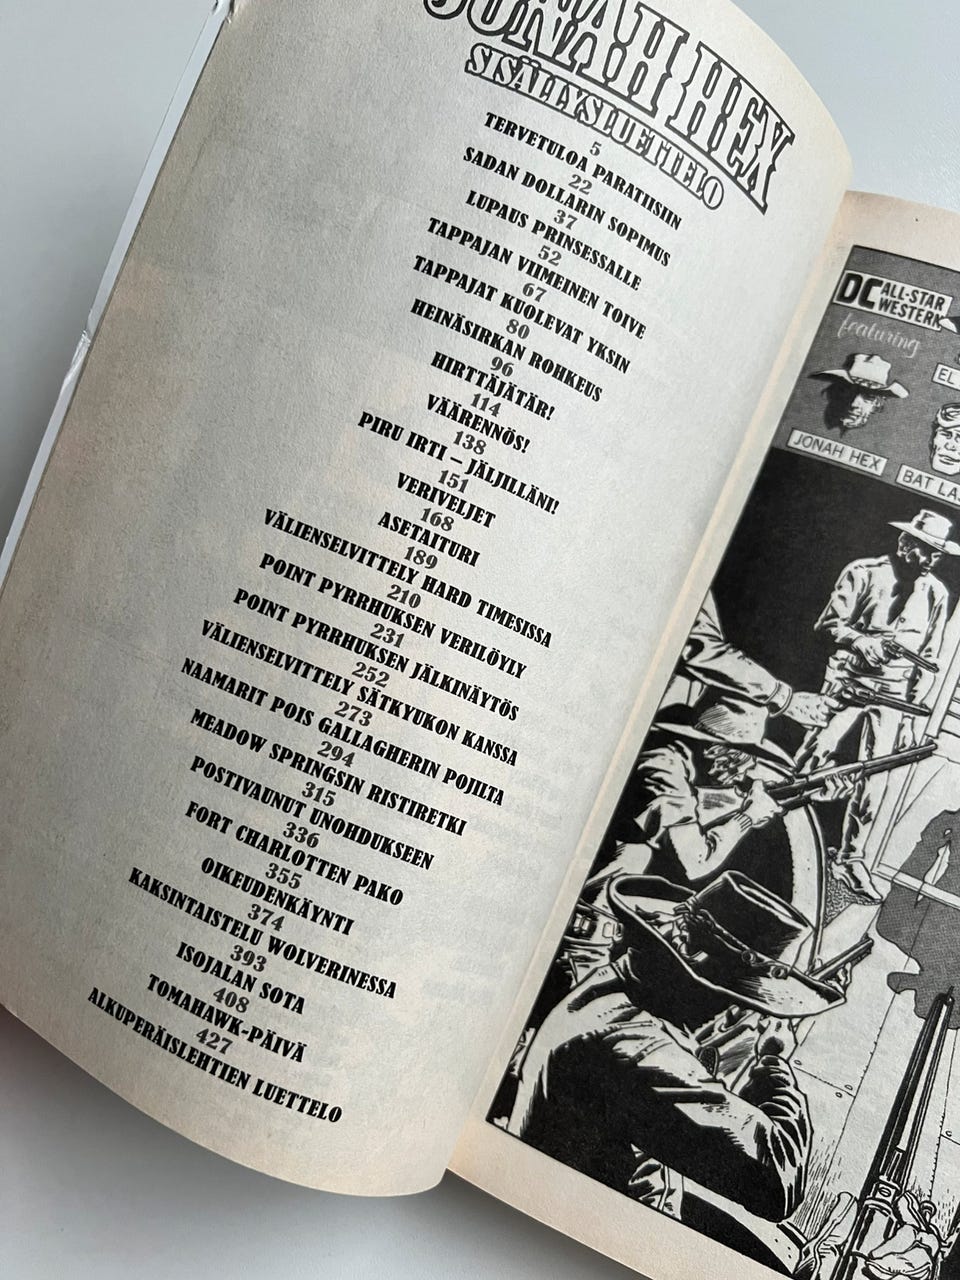 JONAH HEX
SISÄLLYSLUETTELO
TERVETULOA PARATIISIIN
5
SADAN DOLLARIN SOPIMUS
22
LUPAUS PRINSESSALLE
37
TAPPAJAN VIIMEINEN TOIVE
52
TAPPAJAT KUOLEVAT YKSIN
67
HEINÄSIRKAN ROHKEUS
80
HIRTTÄJÄTÄR!
96
VÄÄRENNÖS!
114
PIRU IRTI – JÄLJILLÄNI!
138
VERIVELJET
151
ASETAITURI
168
VÄLIENSELVITTELY HARD TIMESISSA
189
POINT PYRRHUKSEN VERILÖYLY
210
POINT PYRRHUKSEN JÄLKINÄYTÖS
231
VÄLIENSELVITTELY SÄTKYUKON KANSSA
252
NAAMARIT POIS GALLAGHERIN POJILTA
273
MEADOW SPRINGSIN RISTIRETKI
294
POSTIVAUNUT UNOHDUKSEEN
315
FORT CHARLOTTEN PAKO
336
OIKEUDENKÄYNTI
355
KAKSINTAISTELU WOLVERINESSA
374
ISOJALAN SOTA
393
TOMAHAWK-PÄIVÄ
408
ALKUPERÄISLEHTIEN LUETTELO
427
DC ALL-STAR
WESTERN
featuring
EL
JONAH HEX
BAT